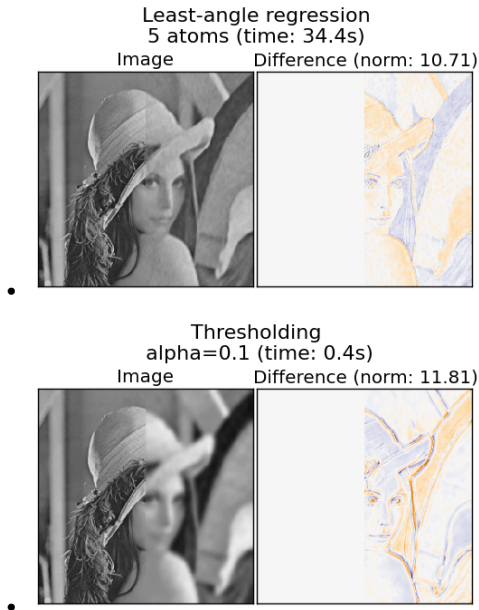 Least-angle regression
5 atoms (time: 34.4s)
Image
Difference (norm: 10.71)
Thresholding
alpha=0.1 (time: 0.4s)
Image
Difference (norm: 11.81)